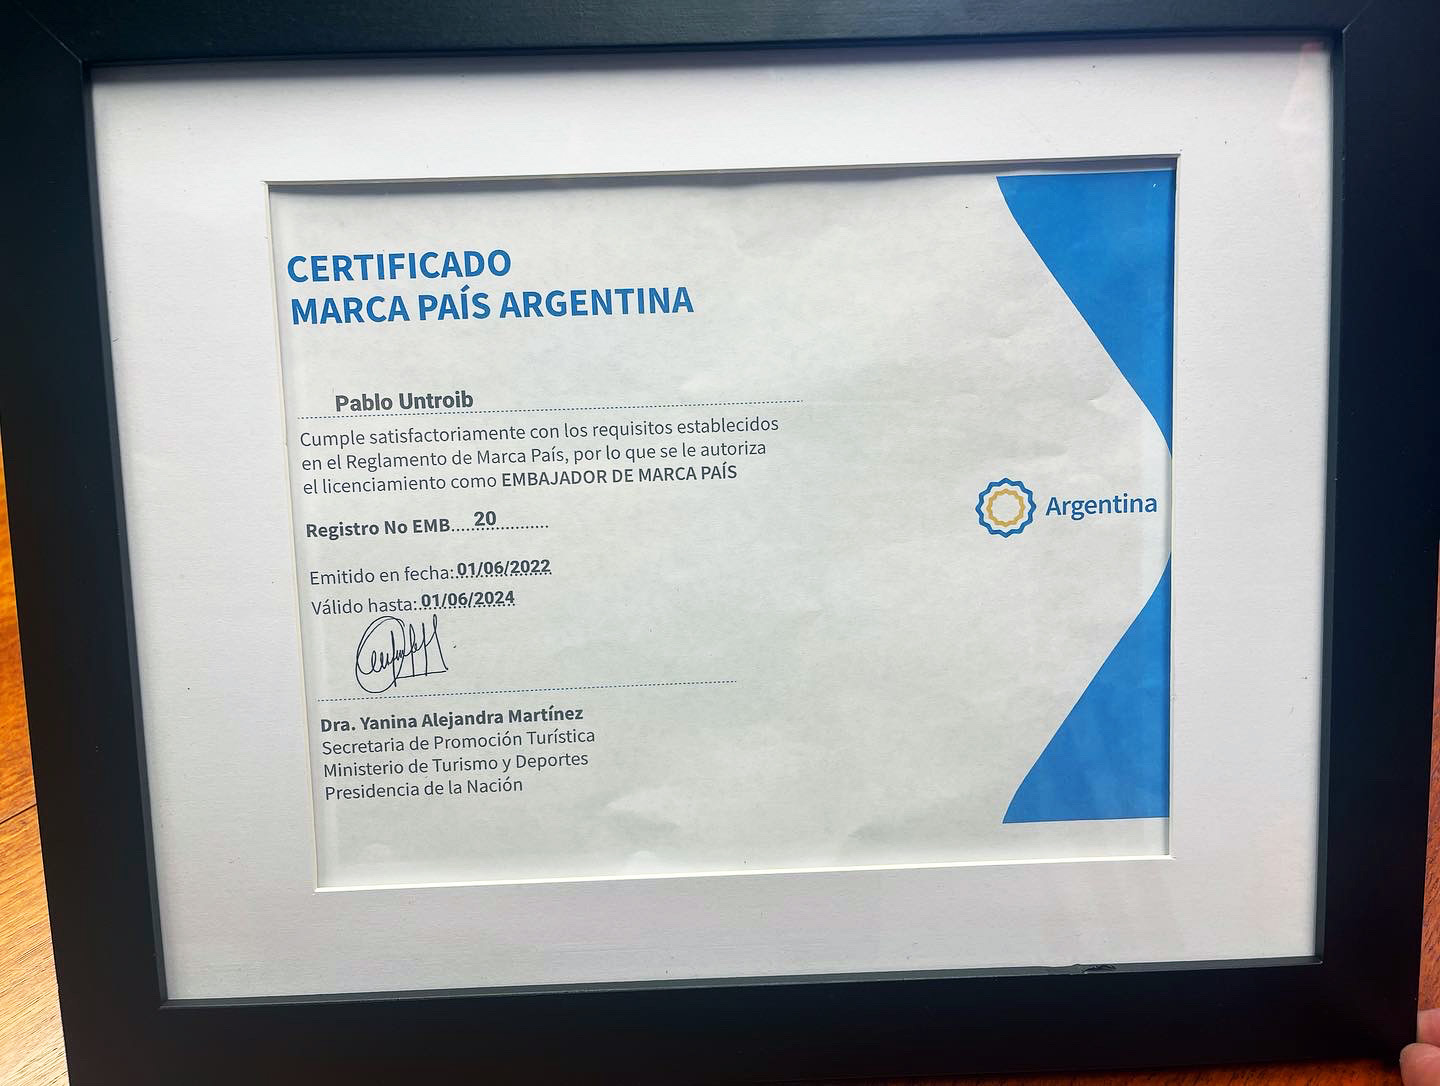 CERTIFICADO
MARCA PAÍS ARGENTINA
Pablo Untroib
Cumple satisfactoriamente con los requisitos establecidos
en el Reglamento de Marca País, por lo que se le autoriza
el licenciamiento como EMBAJADOR DE MARCA PAÍS
Registro No EMB....20...........
Emitido en fecha:.01/06/2022
Válido hasta:.01/06/2024
Dra. Yanina Alejandra Martínez
Secretaria de Promoción Turística
Ministerio de Turismo y Deportes
Presidencia de la Nación
Argentina